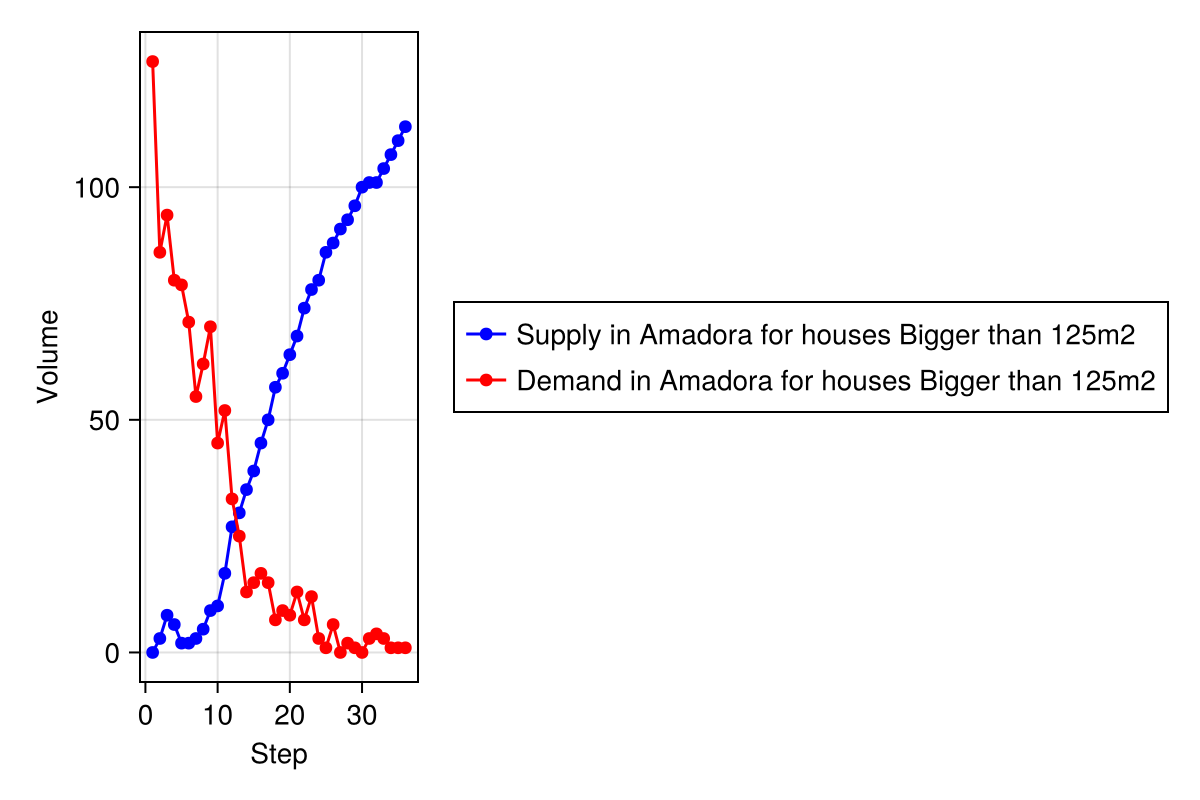 Volume
100
50
0
0 10 20 30
Step
Supply in Amadora for houses Bigger than 125m2
Demand in Amadora for houses Bigger than 125m2